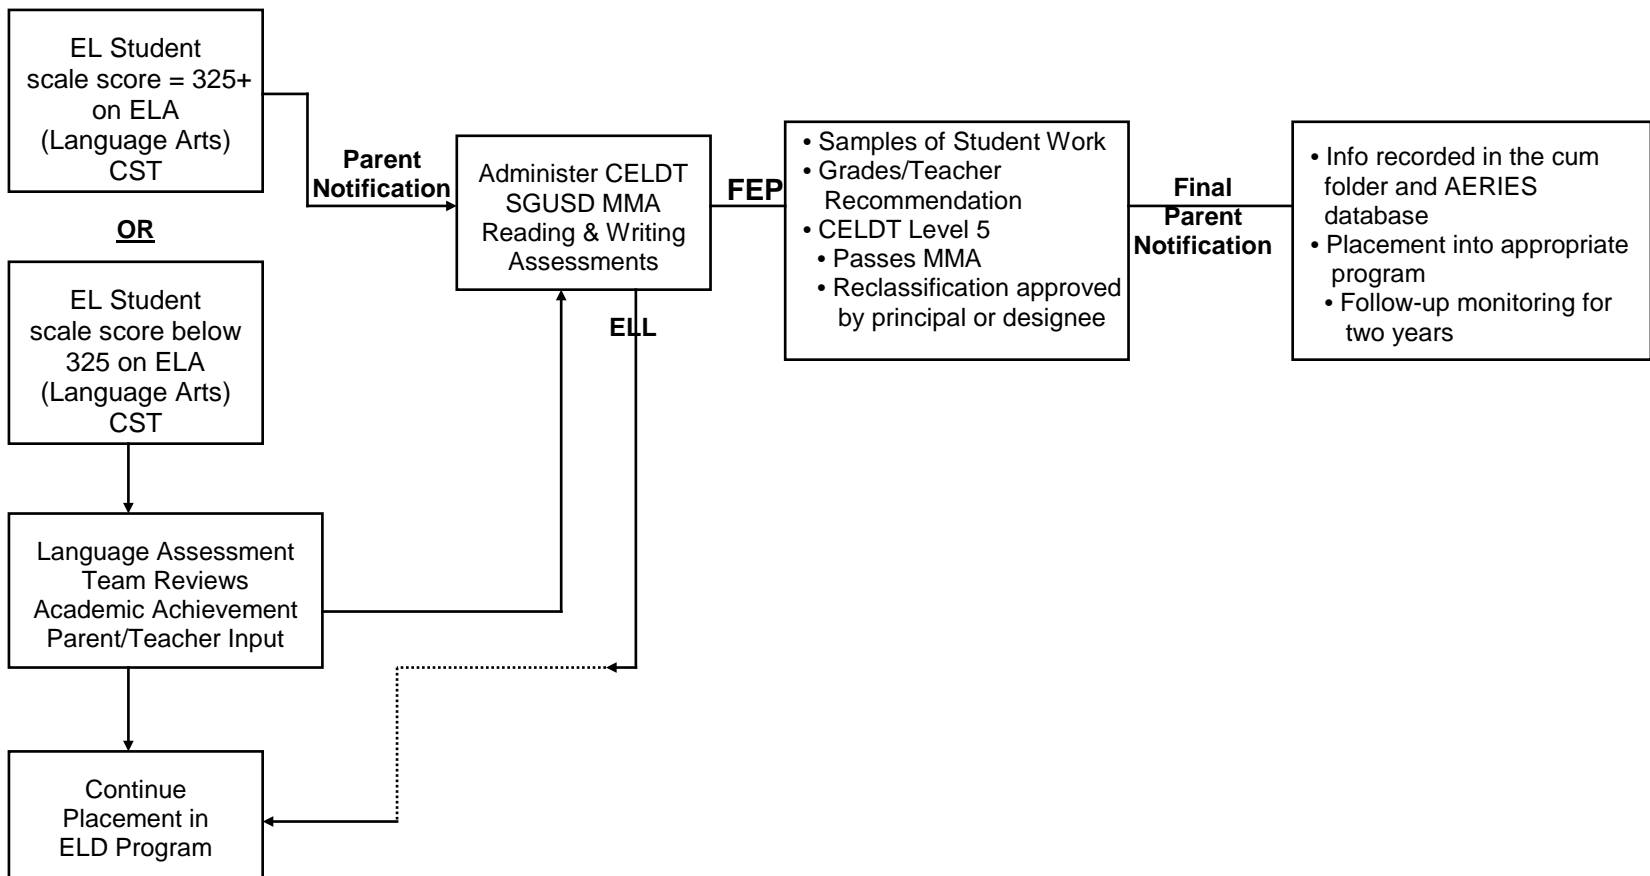 EL Student
scale score = 325+
on ELA
(Language Arts)
CST
OR
EL Student
scale score below
325 on ELA
(Language Arts)
CST
Language Assessment
Team Reviews
Academic Achievement
Parent/Teacher Input
Continue
Placement in
ELD Program
Parent
Notification
Administer CELDT
SGUSD MMA
Reading & Writing
Assessments
ELL
FEP
• Samples of Student Work
• Grades/Teacher
Recommendation
• CELDT Level 5
• Passes MMA
• Reclassification approved
by principal or designee
Final
Parent
Notification
• Info recorded in the cum
folder and AERIES
database
• Placement into appropriate
program
• Follow-up monitoring for
two years